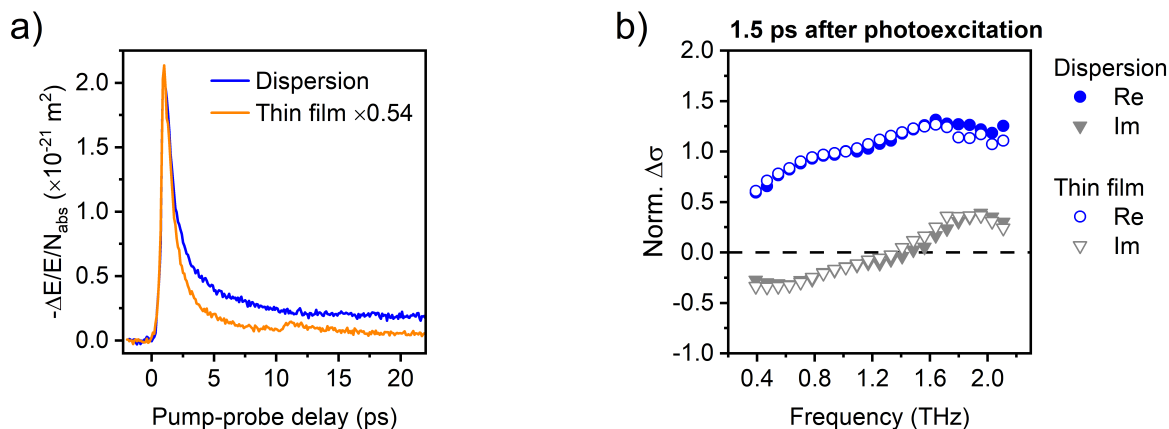 a)
-ΔE/E/N_abs (×10⁻²¹ m²)
2.0
1.5
1.0
0.5
0.0
Dispersion
Thin film ×0.54
0
5
10
15
20
Pump-probe delay (ps)
b)
1.5 ps after photoexcitation
Norm. Δσ
2.0
1.5
1.0
0.5
0.0
-0.5
-1.0
0.4
0.8
1.2
1.6
2.0
Frequency (THz)
Dispersion
Re
Im
Thin film
Re
Im